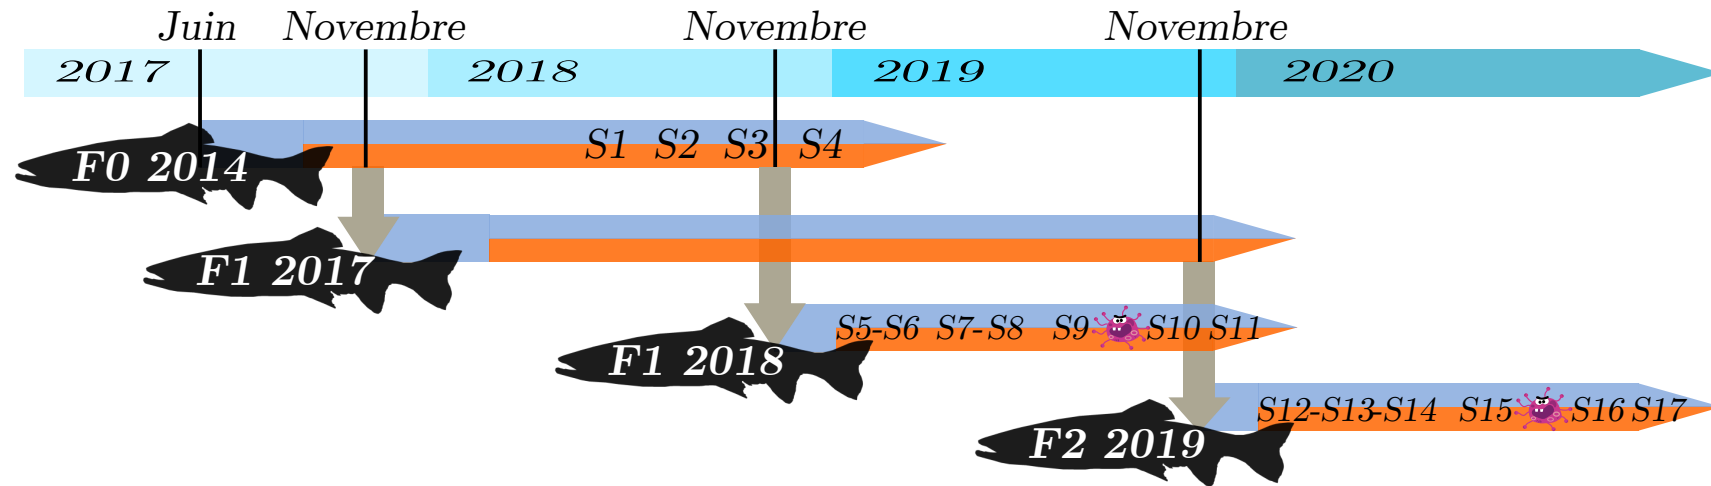 Juin Novembre Novembre Novembre
2017 2018 2019 2020
S1 S2 S3 S4
F0 2014
F1 2017
S5-S6 S7-S8 S9 S10 S11
F1 2018
S12-S13-S14 S15 S16 S17
F2 2019